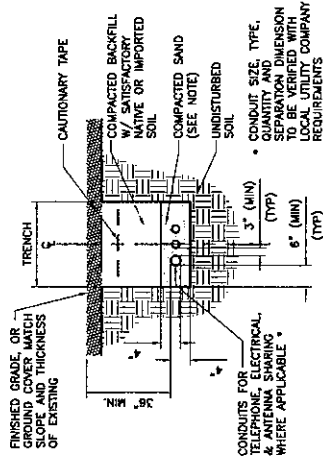 FINISHED GRADE, OR
GROUND COVER MATCH
SLOPE AND THICKNESS
OF EXISTING
TRENCH
℄
CAUTIONARY TAPE
COMPACTED BACKFILL
W/ SATISFACTORY
NATIVE OR IMPORTED
SOIL
COMPACTED SAND
(SEE NOTE)
UNDISTURBED
SOIL
36" MIN.
4"
4"
CONDUITS FOR
TELEPHONE, ELECTRICAL,
& ANTENNA SHARING
WHERE APPLICABLE *
3" (MIN)
(TYP)
6" (MIN)
(TYP)
* CONDUIT SIZE, TYPE,
QUANTITY AND
SEPARATION DIMENSION
TO BE VERIFIED WITH
LOCAL UTILITY COMPANY
REQUIREMENTS